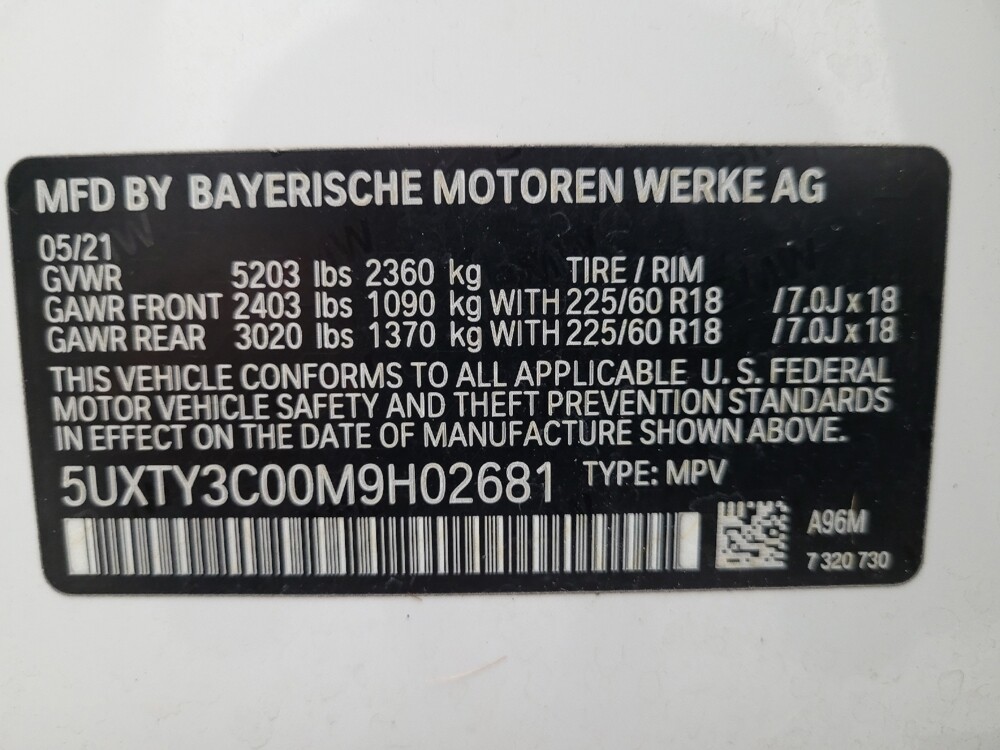 MFD BY BAYERISCHE MOTOREN WERKE AG
05/21
GVWR 5203 lbs 2360 kg TIRE / RIM
GAWR FRONT 2403 lbs 1090 kg WITH 225/60 R18 /7.0J x 18
GAWR REAR 3020 lbs 1370 kg WITH 225/60 R18 /7.0J x 18
THIS VEHICLE CONFORMS TO ALL APPLICABLE U. S. FEDERAL
MOTOR VEHICLE SAFETY AND THEFT PREVENTION STANDARDS
IN EFFECT ON THE DATE OF MANUFACTURE SHOWN ABOVE.
5UXTY3C00M9H02681 TYPE: MPV
A96M
7 320 730